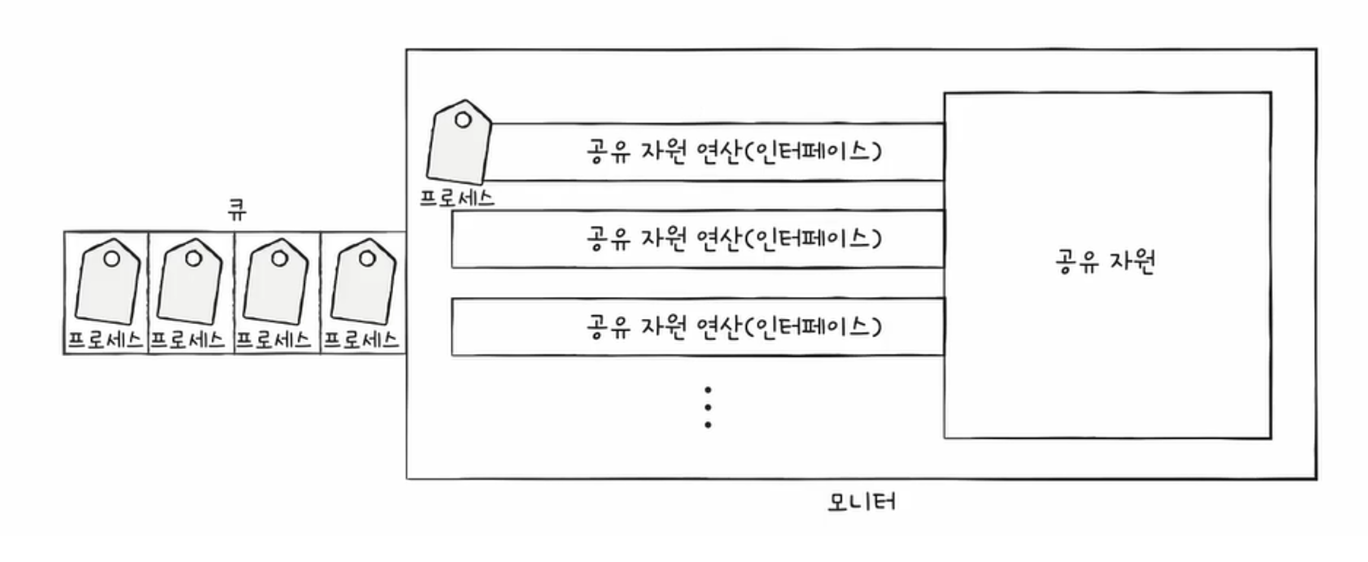 공유 자원 연산(인터페이스)
프로세스
큐
공유 자원 연산(인터페이스)
공유 자원
프로세스 프로세스 프로세스 프로세스
공유 자원 연산(인터페이스)
모니터